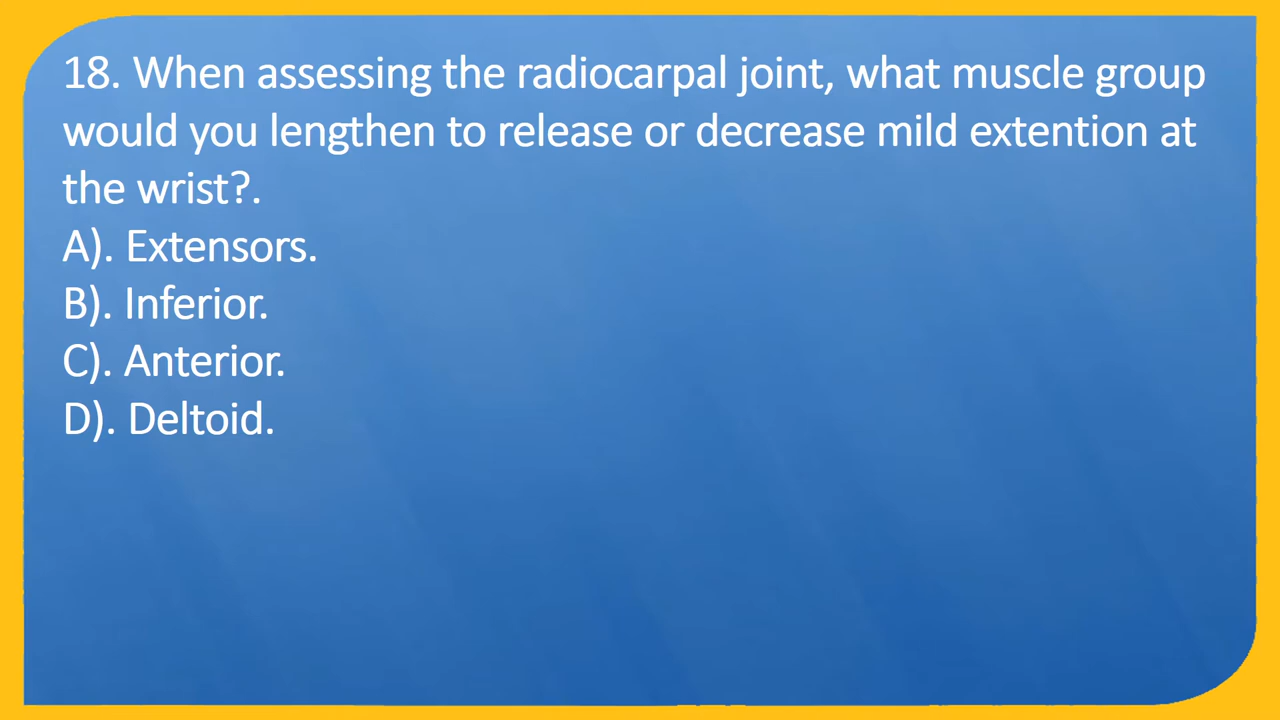 18. When assessing the radiocarpal joint, what muscle group
would you lengthen to release or decrease mild extention at
the wrist?.
A). Extensors.
B). Inferior.
C). Anterior.
D). Deltoid.